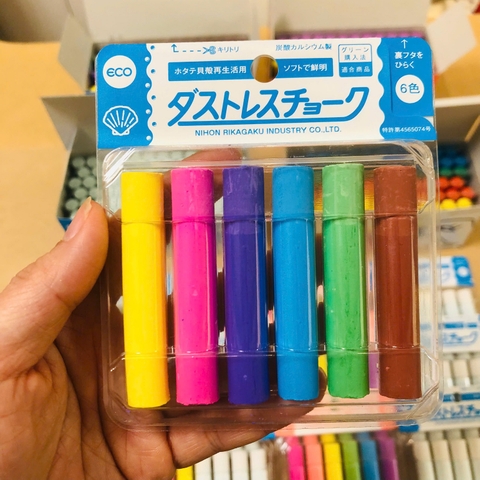 キリトリ
炭酸カルシウム製
グリーン
購入法
適合商品
裏フタを
ひらく
eco
ホタテ貝殻再生活用
ソフトで鮮明
6色
ダストレスチョーク
NIHON RIKAGAKU INDUSTRY CO.,LTD.
特許第4565074号